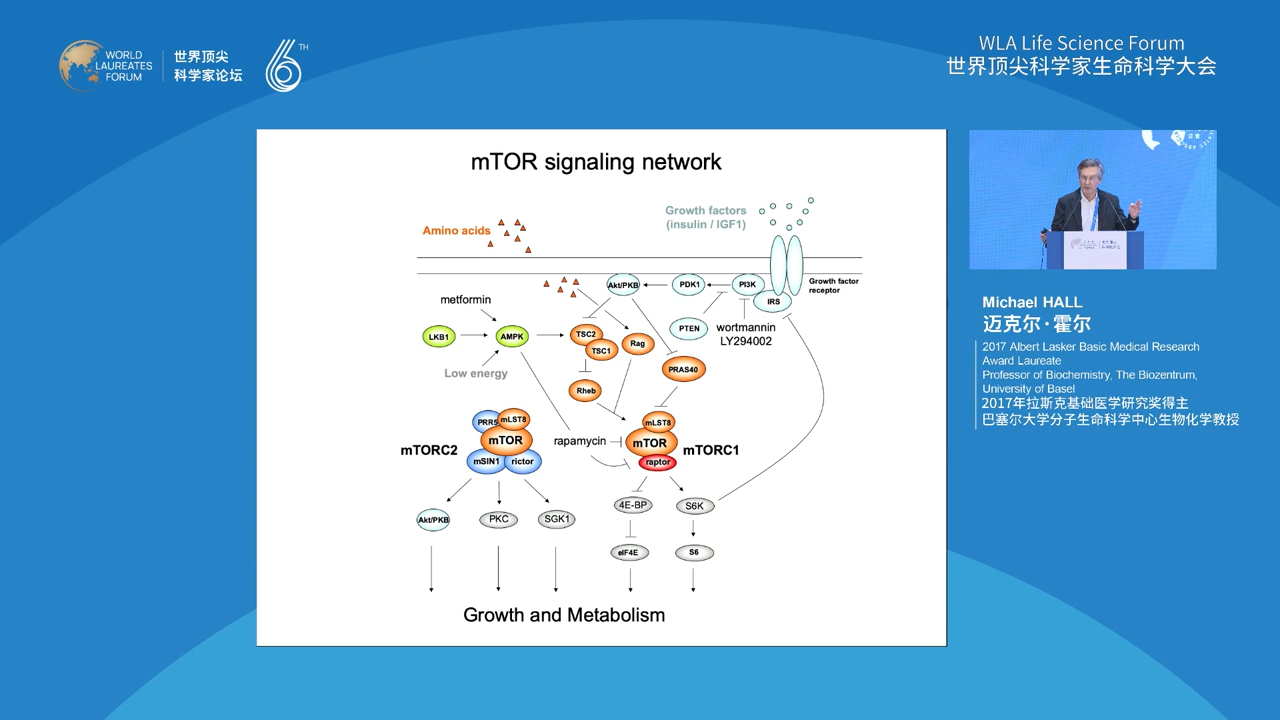 WORLD
LAUREATES
FORUM
世界顶尖
科学家论坛
6TH
WLA Life Science Forum
世界顶尖科学家生命科学大会
mTOR signaling network
Amino acids
Growth factors
(insulin / IGF1)
Akt/PKB
PDK1
PI3K
Growth factor
receptor
IRS
metformin
LKB1
AMPK
TSC2
TSC1
Rag
PTEN
wortmannin
LY294002
Low energy
PRAS40
Rheb
PRR5
mLST8
mTOR
mTORC2
mSIN1
rictor
rapamycin
mLST8
mTOR
mTORC1
raptor
Akt/PKB
PKC
SGK1
4E-BP
S6K
eIF4E
S6
Growth and Metabolism
Michael HALL
迈克尔·霍尔
2017 Albert Lasker Basic Medical Research
Award Laureate
Professor of Biochemistry, The Biozentrum,
University of Basel
2017年拉斯克基础医学研究奖得主
巴塞尔大学分子生命科学中心生物化学教授